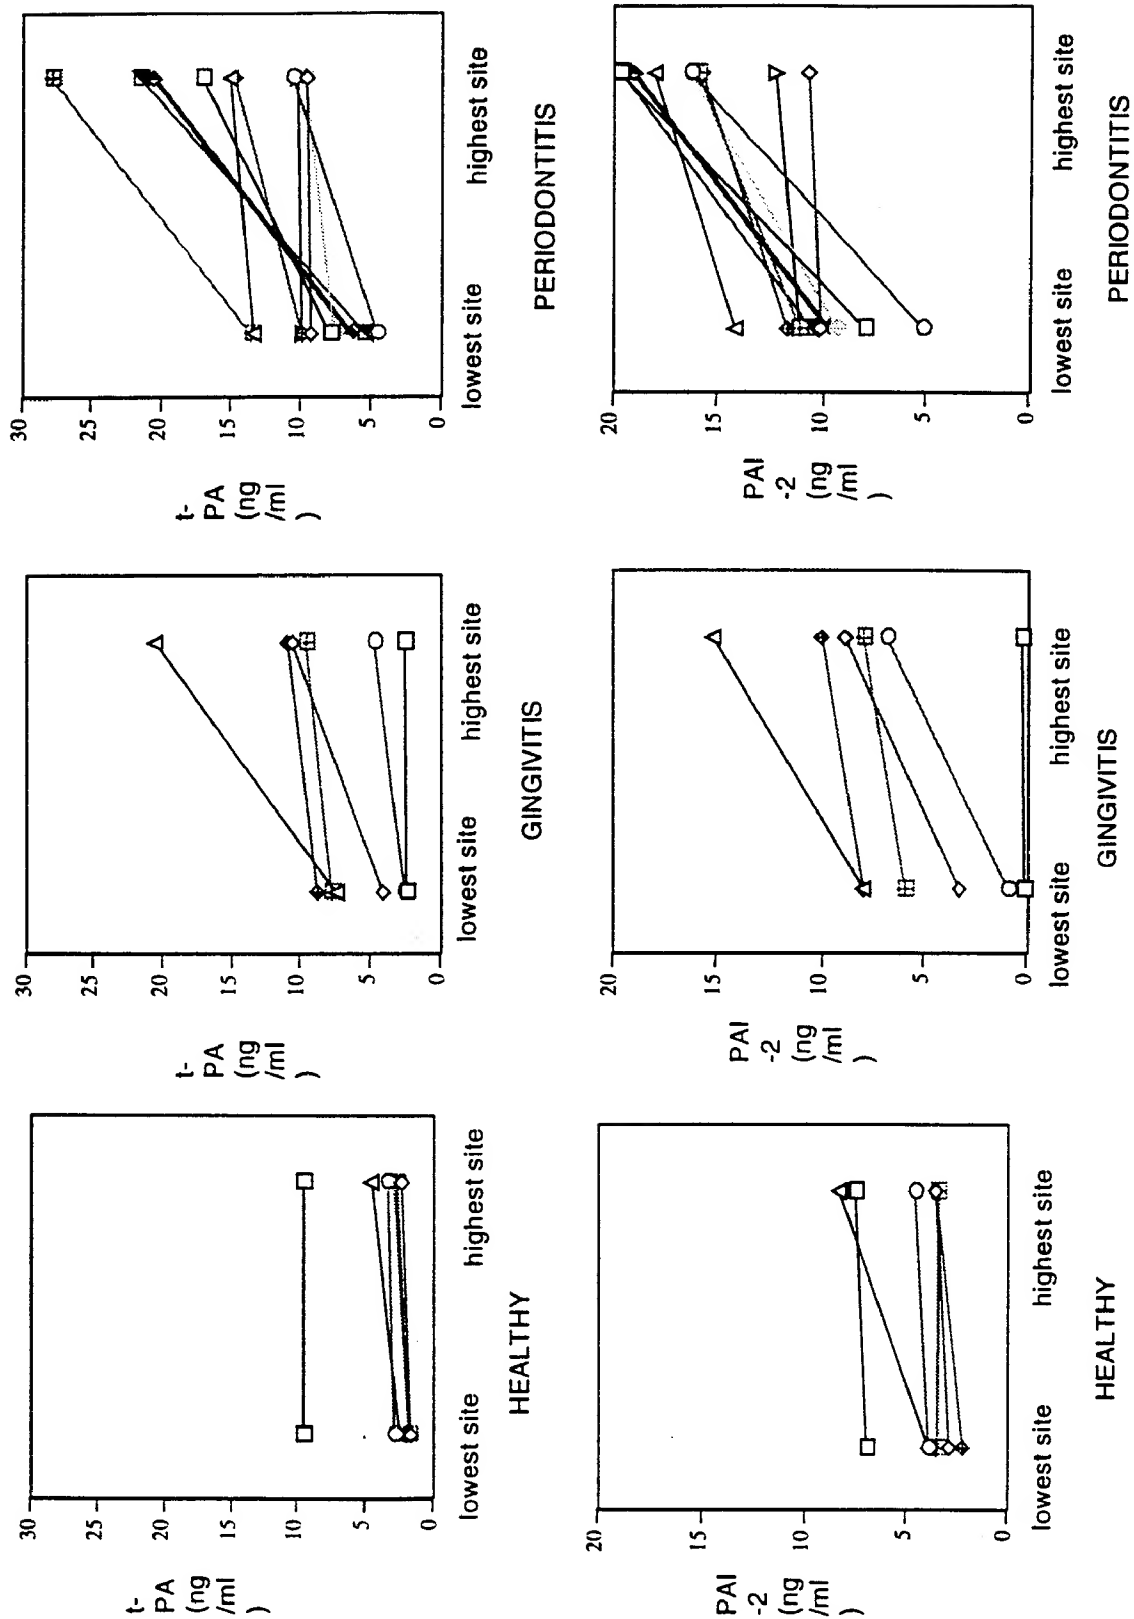 t-
PA
(ng
/ml
)
30
25
20
15
10
5
0
lowest site
highest site
HEALTHY
t-
PA
(ng
/ml
)
30
25
20
15
10
5
0
lowest site
highest site
GINGIVITIS
t-
PA
(ng
/ml
)
30
25
20
15
10
5
0
lowest site
highest site
PERIODONTITIS
PAI
-2
(ng
/ml
)
20
15
10
5
0
lowest site
highest site
HEALTHY
PAI
-2
(ng
/ml
)
20
15
10
5
0
lowest site
highest site
GINGIVITIS
PAI
-2
(ng
/ml
)
20
15
10
5
0
lowest site
highest site
PERIODONTITIS